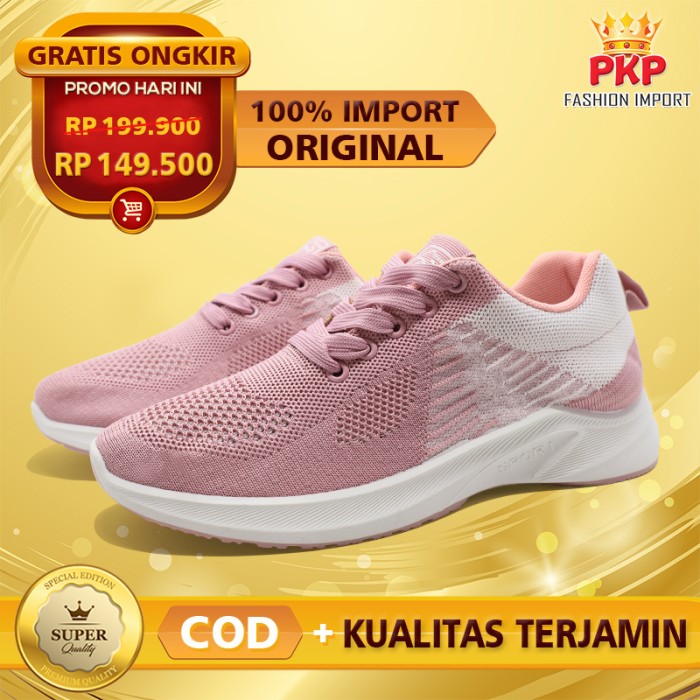 GRATIS ONGKIR
PROMO HARI INI
RP 199.900
RP 149.500
100% IMPORT
ORIGINAL
PKP
FASHION IMPORT
SPORT
SPECIAL EDITION
SUPER
Quality
PREMIUM QUALITY
COD + KUALITAS TERJAMIN